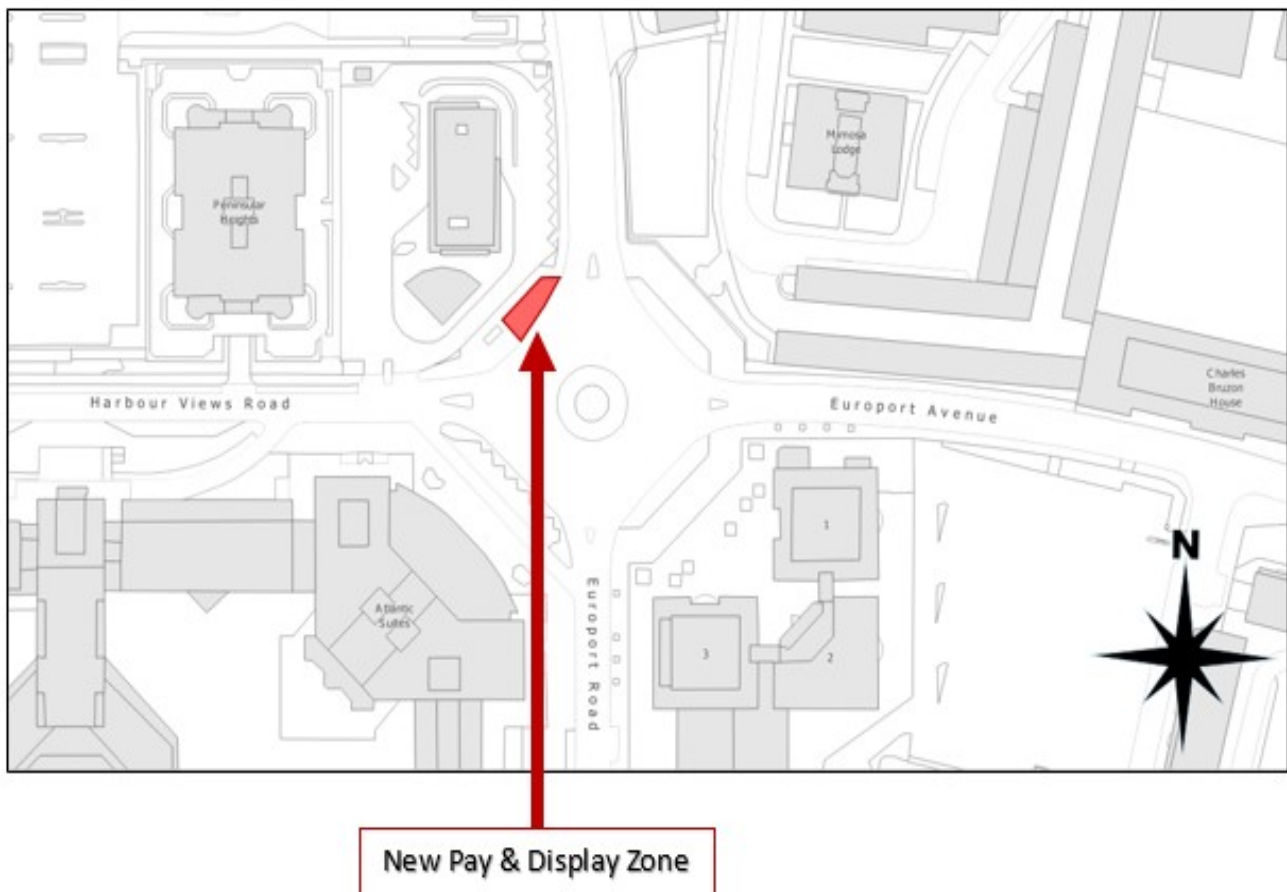 Mimosa
Lodge
Peninsular
Heights
Charles
Bruzon
House
Harbour Views Road
Europort Avenue
1
N
Europort Road
Atlantic
Suites
3
2
New Pay & Display Zone